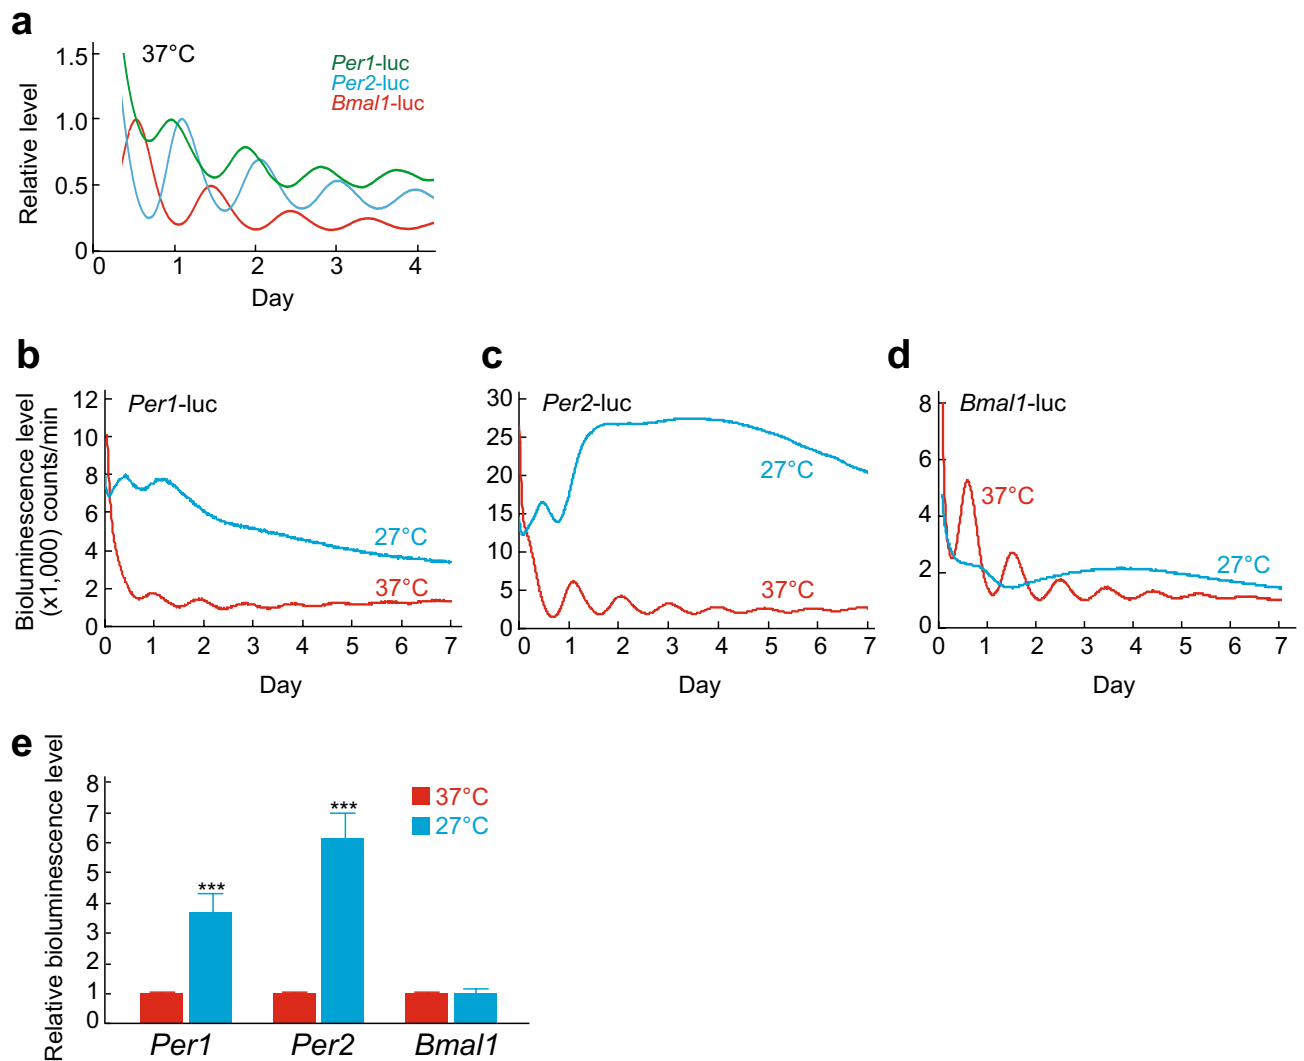 a
37°C
Per1-luc
Per2-luc
Bmal1-luc
Relative level
1.5
1.0
0.5
0
0 1 2 3 4
Day
b
Per1-luc
Bioluminescence level
(x1,000) counts/min
12
10
8
6
4
2
0
27°C
37°C
0 1 2 3 4 5 6 7
Day
c
Per2-luc
30
25
20
15
10
5
0
27°C
37°C
0 1 2 3 4 5 6 7
Day
d
Bmal1-luc
8
6
4
2
0
37°C
27°C
0 1 2 3 4 5 6 7
Day
e
Relative bioluminescence level
8
7
6
5
4
3
2
1
0
37°C
27°C
***
***
Per1 Per2 Bmal1